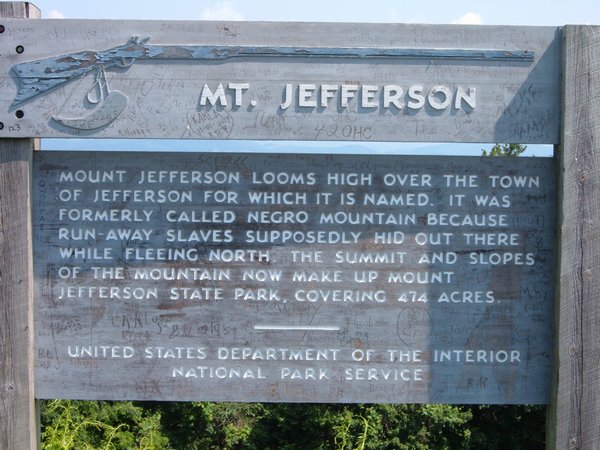 MT. JEFFERSON
420HC
MOUNT JEFFERSON LOOMS HIGH OVER THE TOWN
OF JEFFERSON FOR WHICH IT IS NAMED. IT WAS
FORMERLY CALLED NEGRO MOUNTAIN BECAUSE
RUN-AWAY SLAVES SUPPOSEDLY HID OUT THERE
WHILE FLEEING NORTH. THE SUMMIT AND SLOPES
OF THE MOUNTAIN NOW MAKE UP MOUNT
JEFFERSON STATE PARK, COVERING 474 ACRES.
UNITED STATES DEPARTMENT OF THE INTERIOR
NATIONAL PARK SERVICE